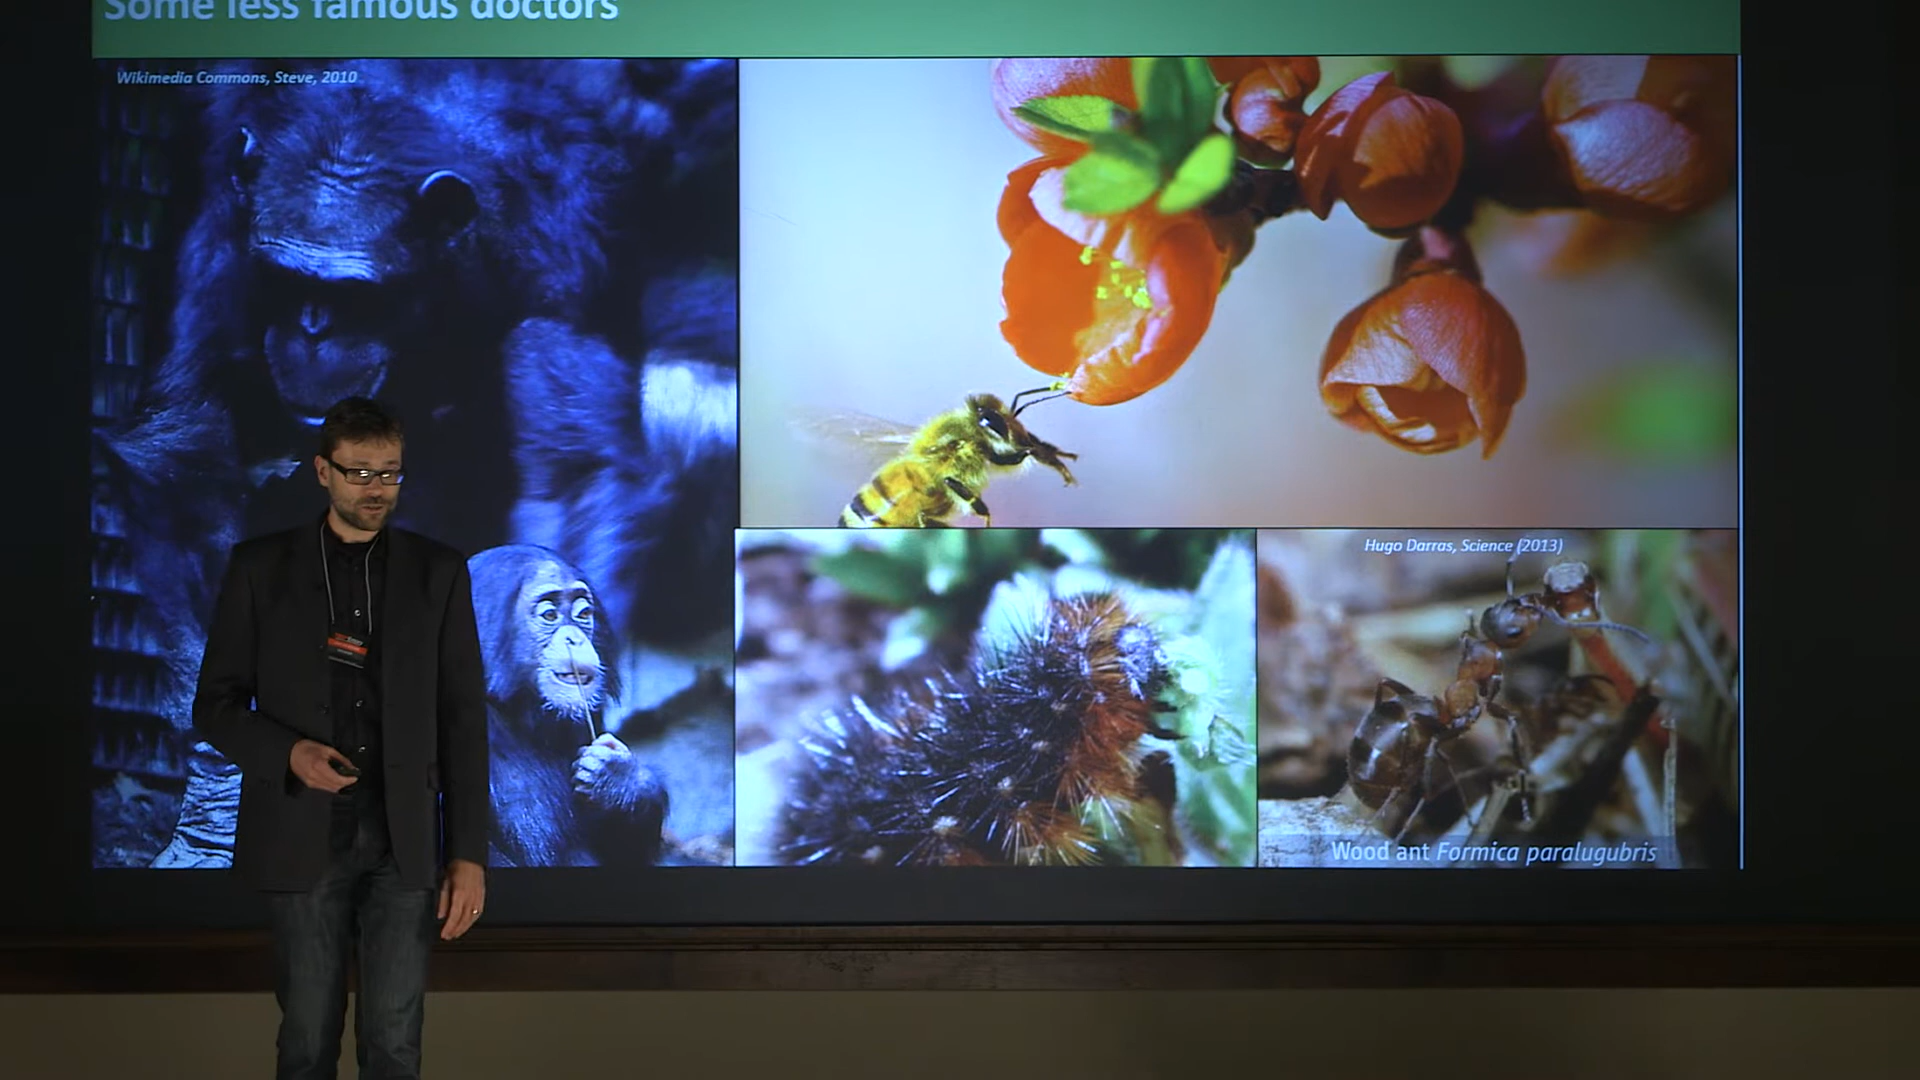 Some less famous doctors
Wikimedia Commons, Steve, 2010
Hugo Darras, Science (2013)
Wood ant Formica paralugubris